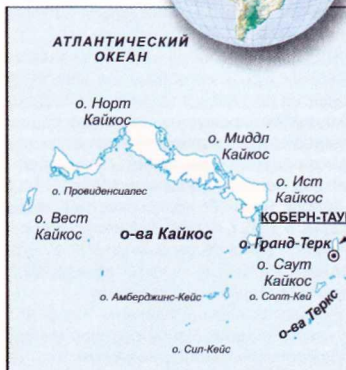 АТЛАНТИЧЕСКИЙ
ОКЕАН
о. Норт
Кайкос
о. Миддл
Кайкос
о. Ист
Кайкос
о. Провиденсиалес
о. Вест
Кайкос
КОБЕРН-ТАУ
о-ва Кайкос
о. Гранд-Терк
о. Саут
Кайкос
о. Амберджинс-Кейс
о. Солт-Кей
о-ва Теркс
о. Сил-Кейс